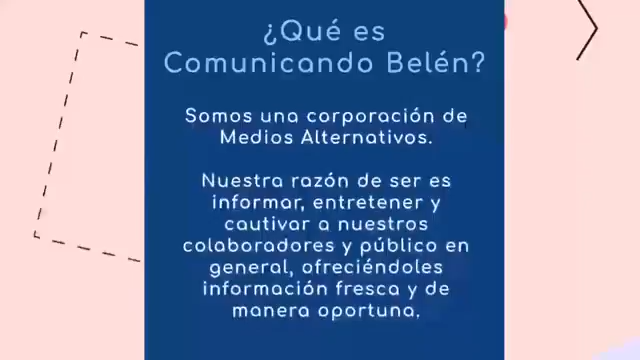 ¿Qué es
Comunicando Belén?
Somos una corporación de
Medios Alternativos.
Nuestra razón de ser es
informar, entretener y
cautivar a nuestros
colaboradores y público en
general, ofreciéndoles
información fresca y de
manera oportuna.